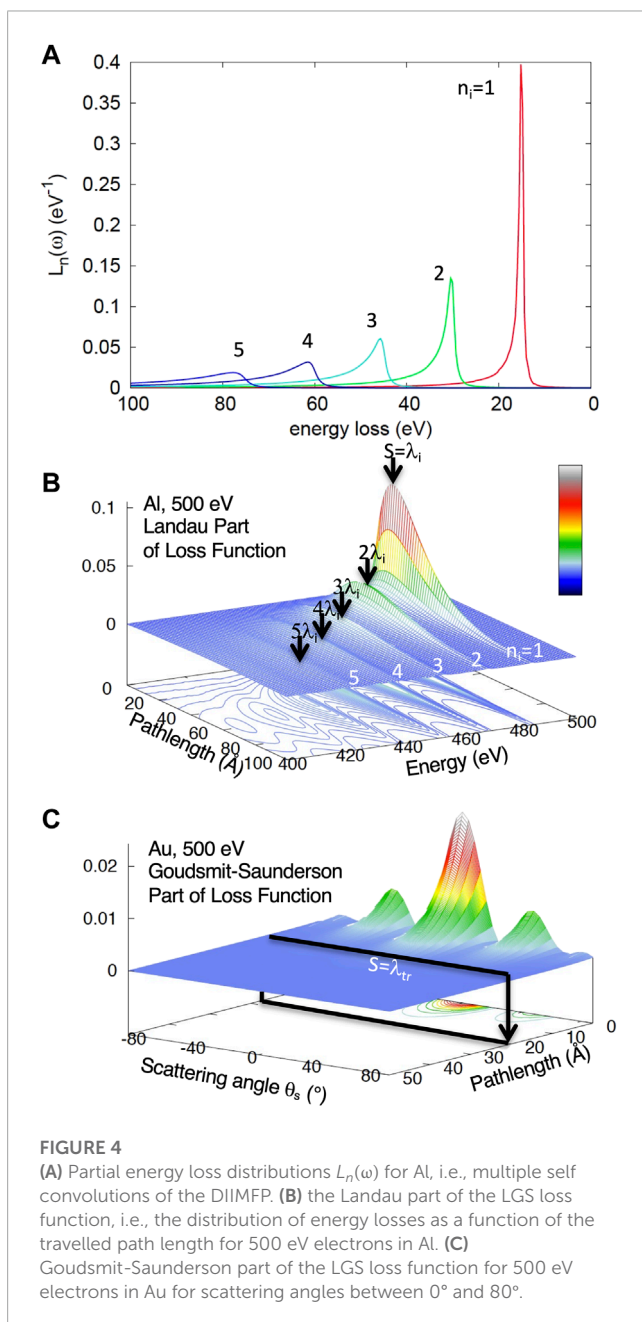 A
0.4
0.35
0.3
0.25
0.2
0.15
0.1
0.05
0
Lₙ(ω) (eV⁻¹)
nᵢ=1
2
3
4
5
100
80
60
40
20
0
energy loss (eV)
B
Al, 500 eV
Landau Part
of Loss Function
0.1
0.05
0
S=λᵢ
2λᵢ
3λᵢ
4λᵢ
5λᵢ
nᵢ=1
2
3
4
5
0
20
40
60
80
100
Pathlength (Å)
400
420
440
460
480
500
Energy (eV)
C
Au, 500 eV
Goudsmit-Saunderson
Part of Loss Function
0.02
0.01
0
S=λₜᵣ
-80
-40
0
40
80
Scattering angle θₛ (°)
50
40
30
20
10
0
Pathlength (Å)
FIGURE 4
(A) Partial energy loss distributions Lₙ(ω) for Al, i.e., multiple self
convolutions of the DIIMFP. (B) the Landau part of the LGS loss
function, i.e., the distribution of energy losses as a function of the
travelled path length for 500 eV electrons in Al. (C)
Goudsmit-Saunderson part of the LGS loss function for 500 eV
electrons in Au for scattering angles between 0° and 80°.